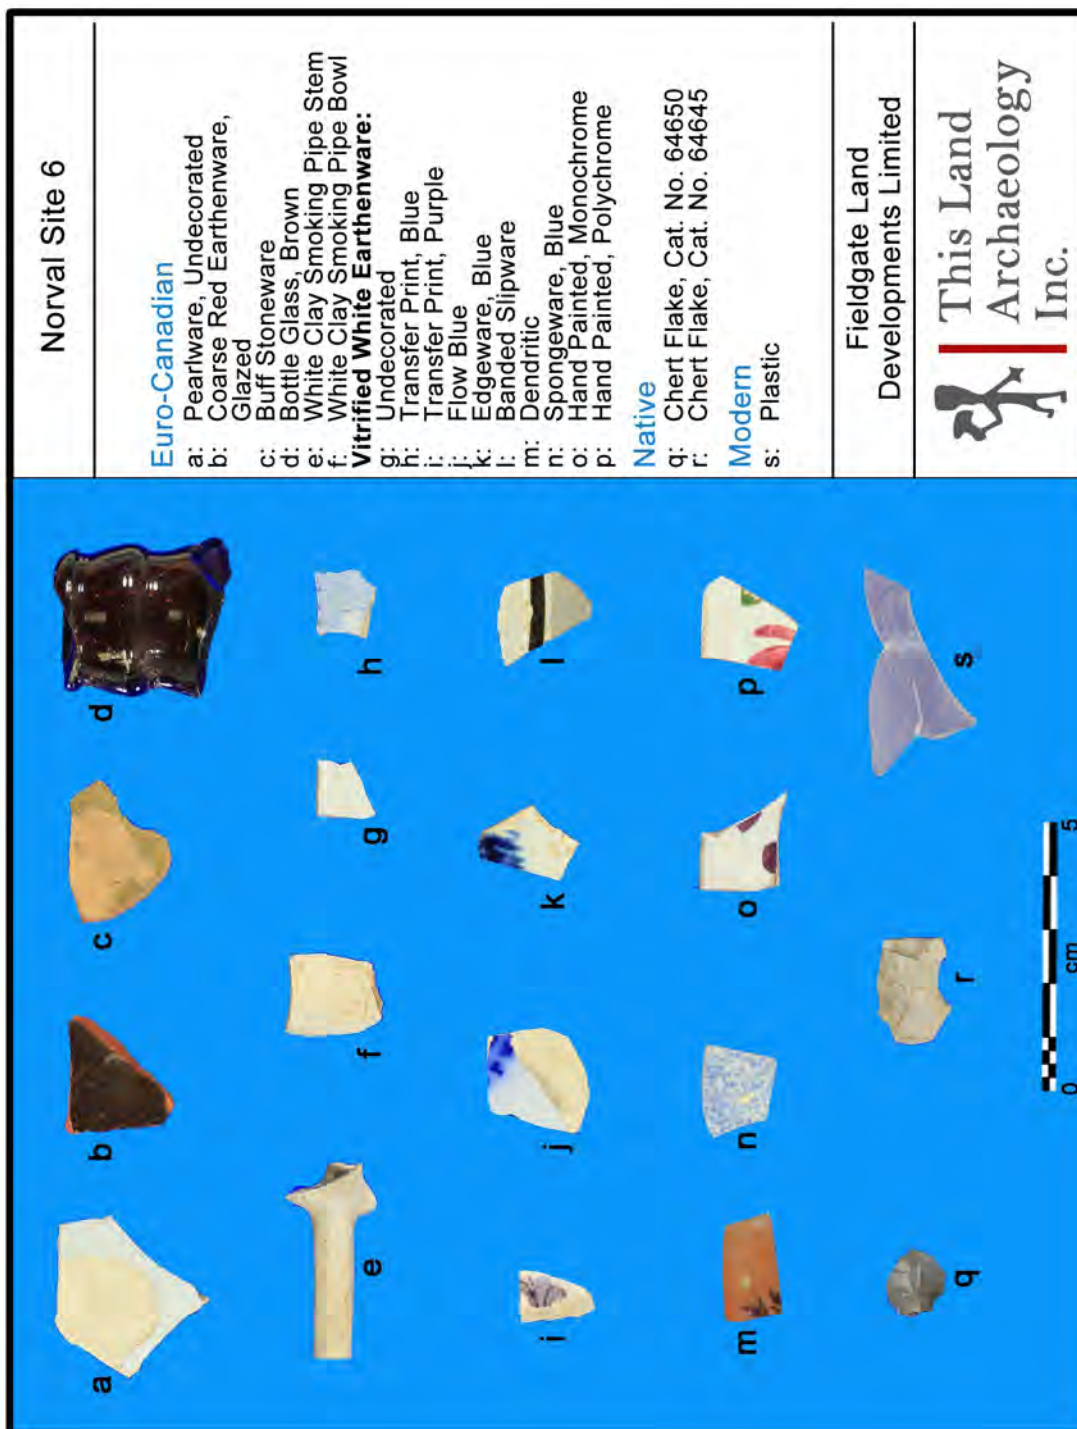 Norval Site 6
Euro-Canadian
a: Pearlware, Undecorated
b: Coarse Red Earthenware,
Glazed
c: Buff Stoneware
d: Bottle Glass, Brown
e: White Clay Smoking Pipe Stem
f: White Clay Smoking Pipe Bowl
Vitrified White Earthenware:
g: Undecorated
h: Transfer Print, Blue
i: Transfer Print, Purple
j: Flow Blue
k: Edgeware, Blue
l: Banded Slipware
m: Dendritic
n: Spongeware, Blue
o: Hand Painted, Monochrome
p: Hand Painted, Polychrome
Native
q: Chert Flake, Cat. No. 64650
r: Chert Flake, Cat. No. 64645
Modern
s: Plastic
Fieldgate Land
Developments Limited
This Land
Archaeology
Inc.
a
b
c
d
e
f
g
h
i
j
k
l
m
n
o
p
q
r
s
0 cm 5